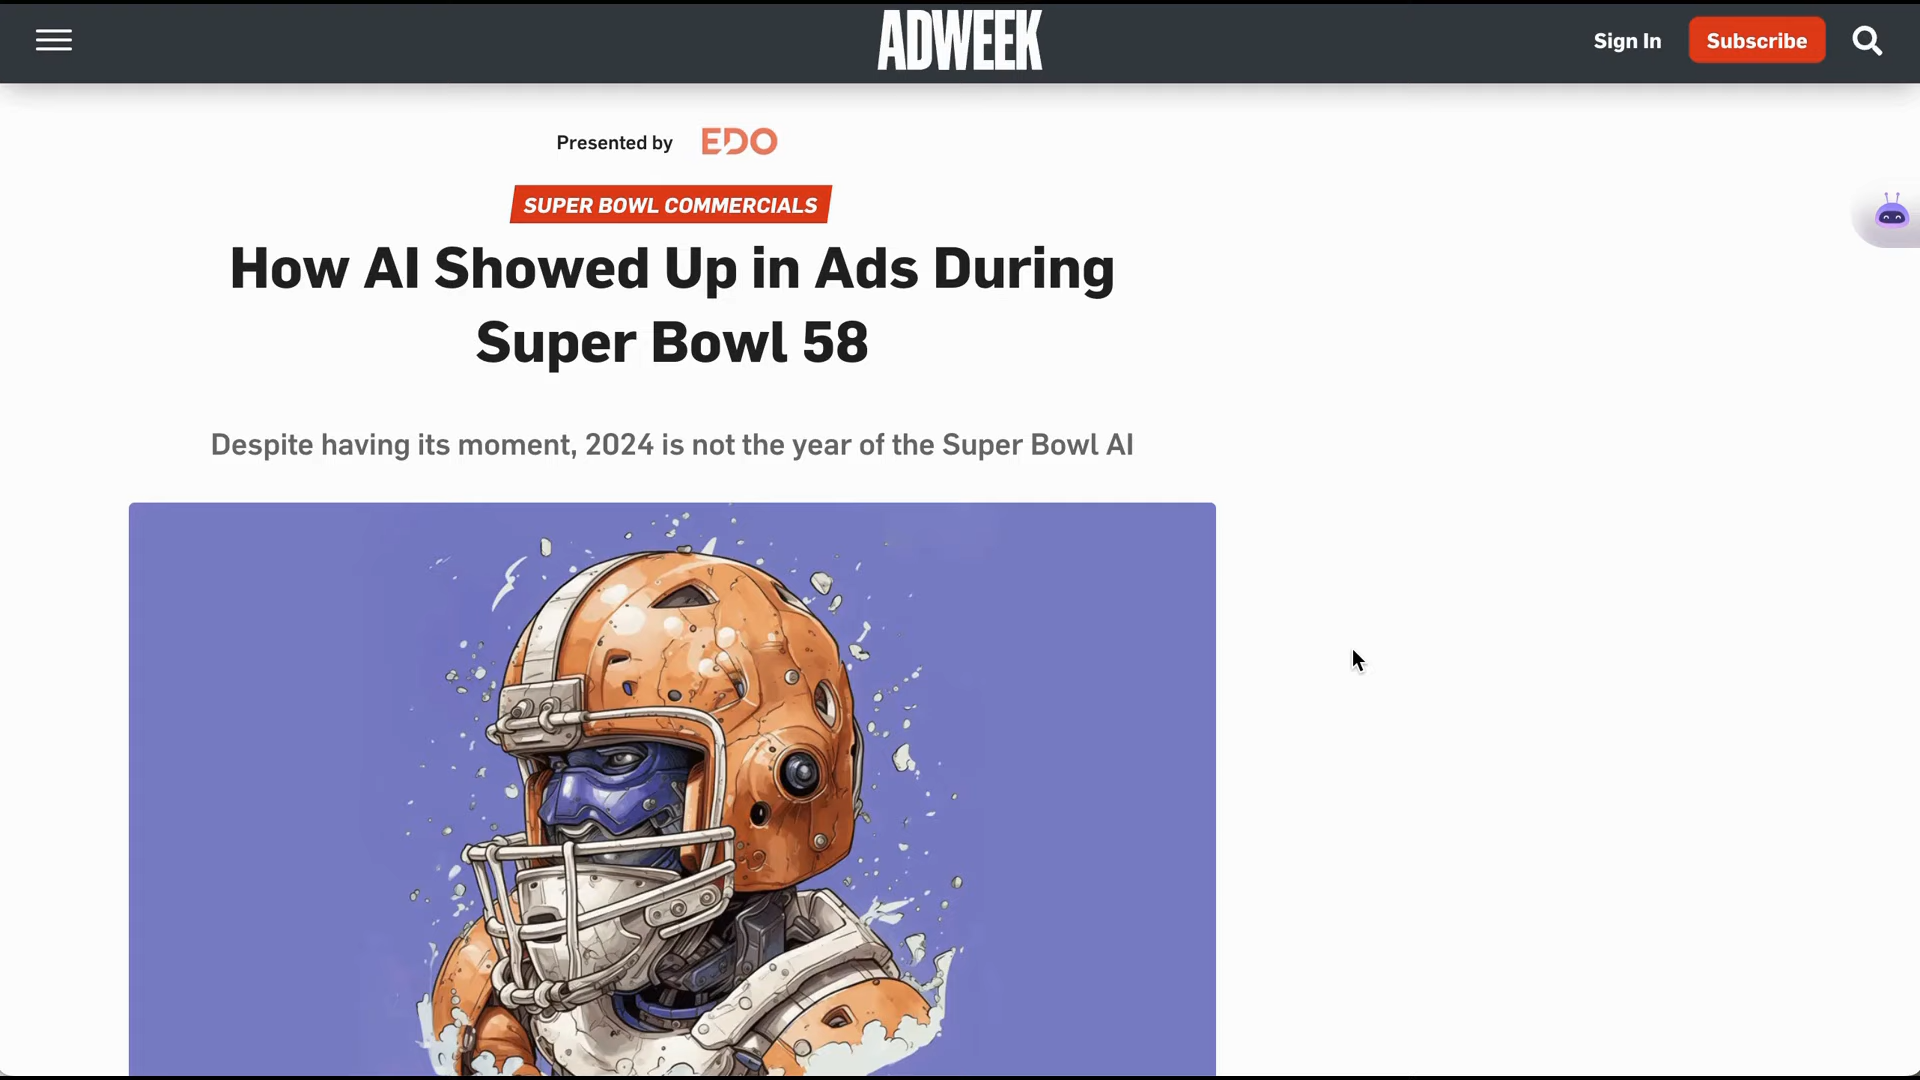 ADWEEK
Sign In
Subscribe
Presented by EDO
SUPER BOWL COMMERCIALS
How AI Showed Up in Ads During
Super Bowl 58
Despite having its moment, 2024 is not the year of the Super Bowl AI